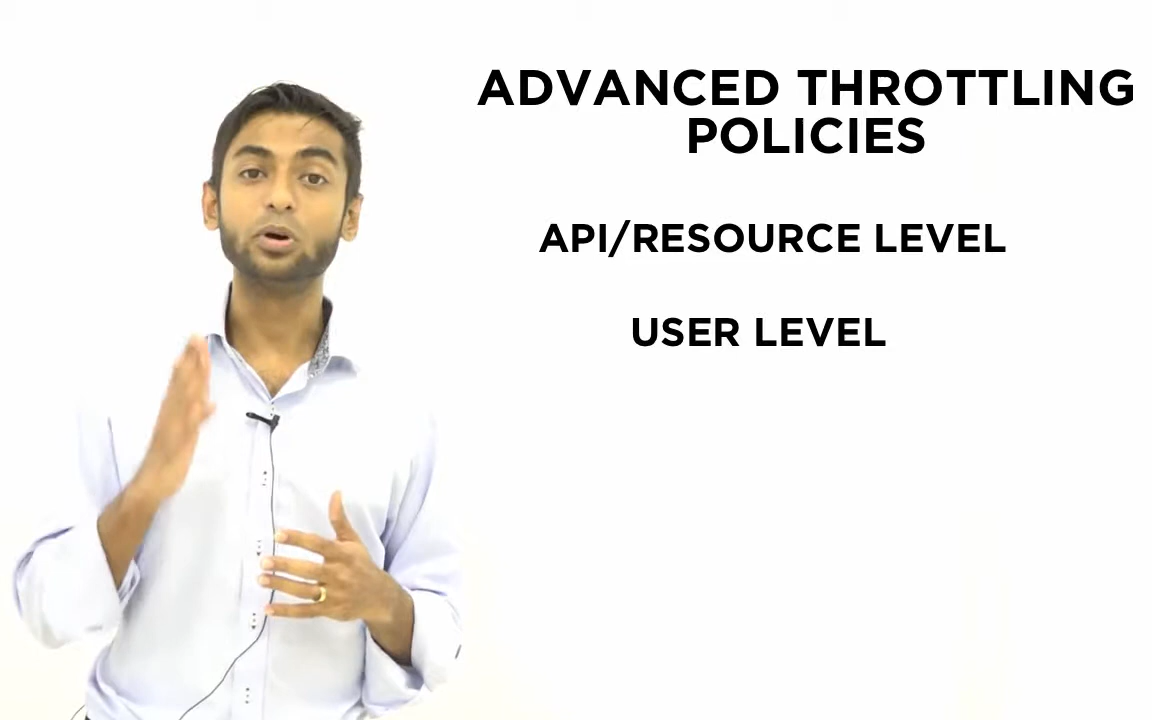 ADVANCED THROTTLING
POLICIES
API/RESOURCE LEVEL
USER LEVEL